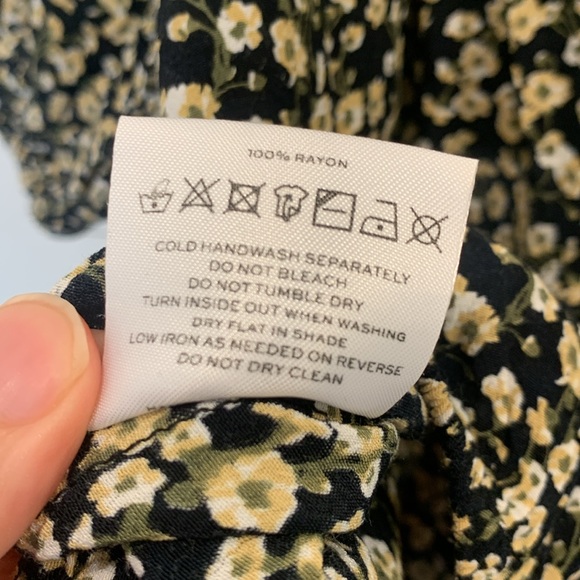 100% RAYON
COLD HANDWASH SEPARATELY
DO NOT BLEACH
DO NOT TUMBLE DRY
TURN INSIDE OUT WHEN WASHING
DRY FLAT IN SHADE
LOW IRON AS NEEDED ON REVERSE
DO NOT DRY CLEAN